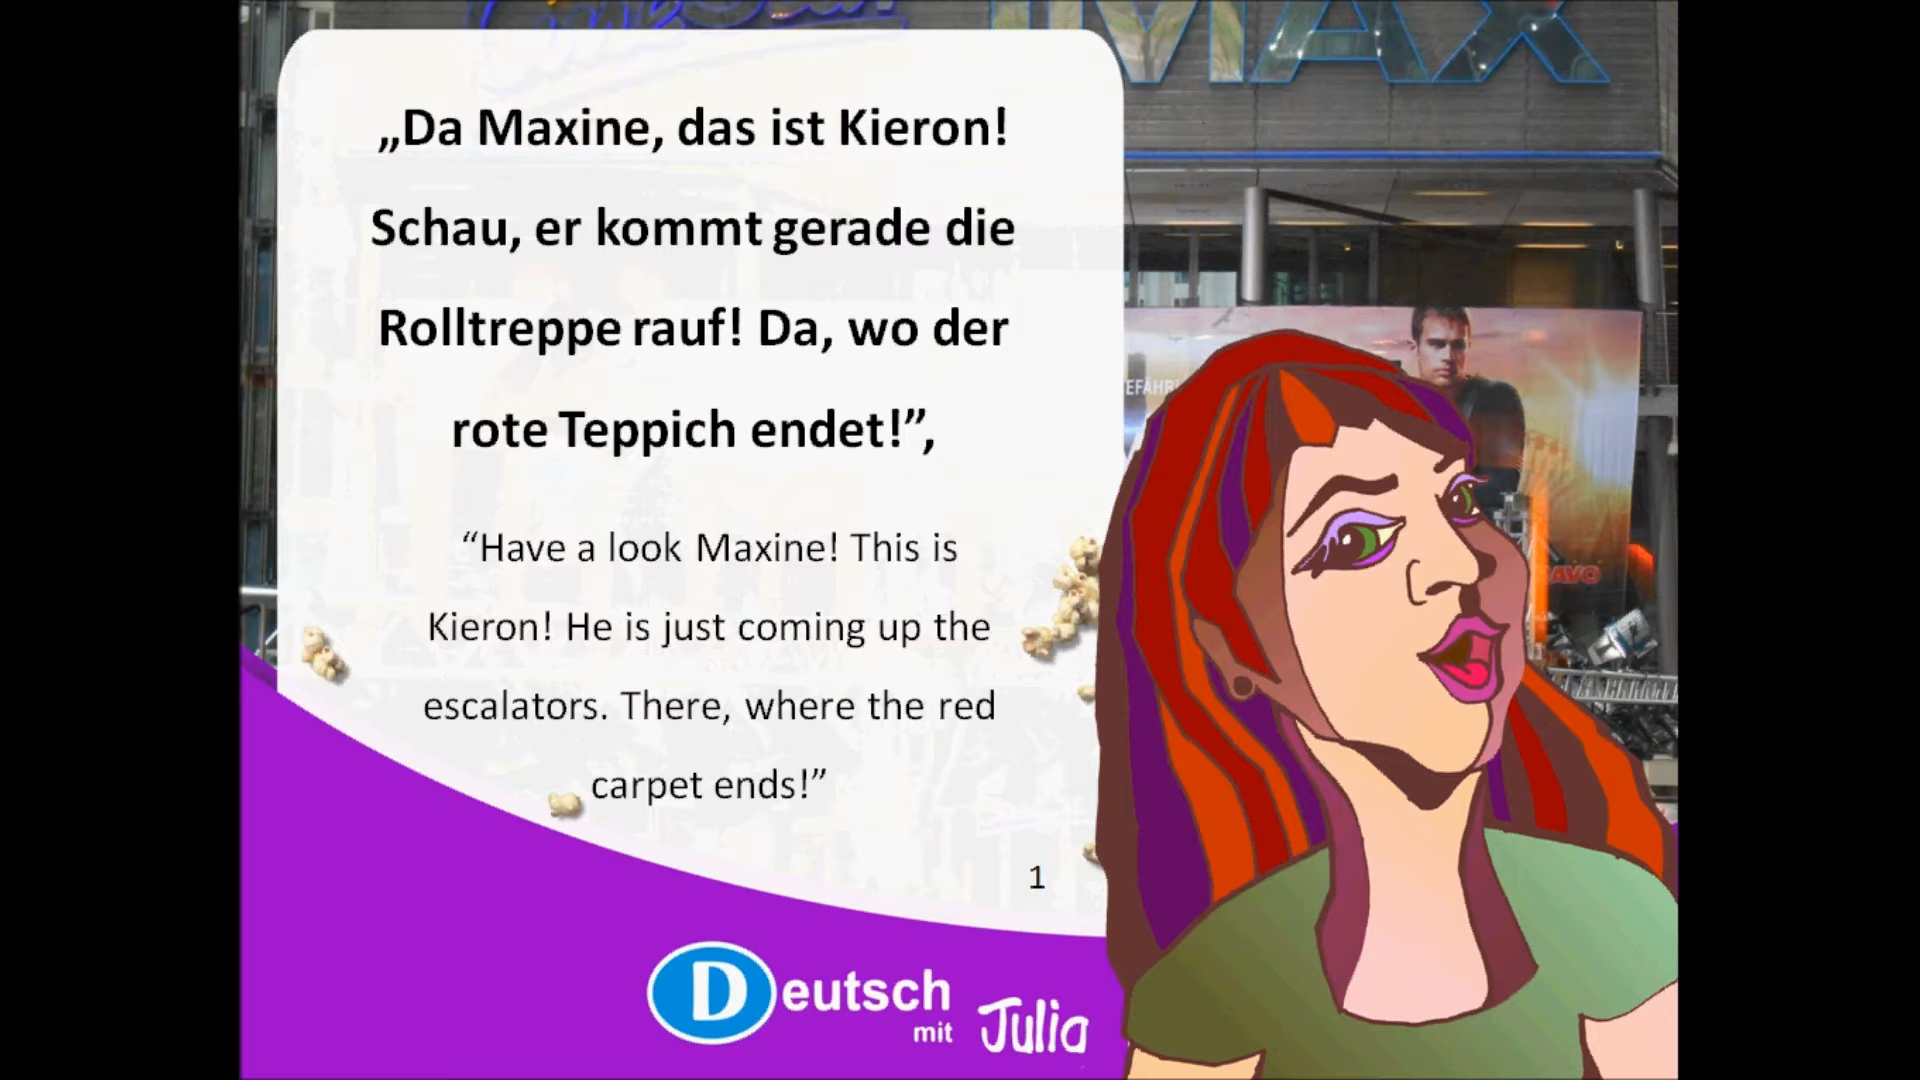 IMAX
„Da Maxine, das ist Kieron!
Schau, er kommt gerade die
Rolltreppe rauf! Da, wo der
rote Teppich endet!”,
“Have a look Maxine! This is
Kieron! He is just coming up the
escalators. There, where the red
carpet ends!”
1
Deutsch
mit Julia